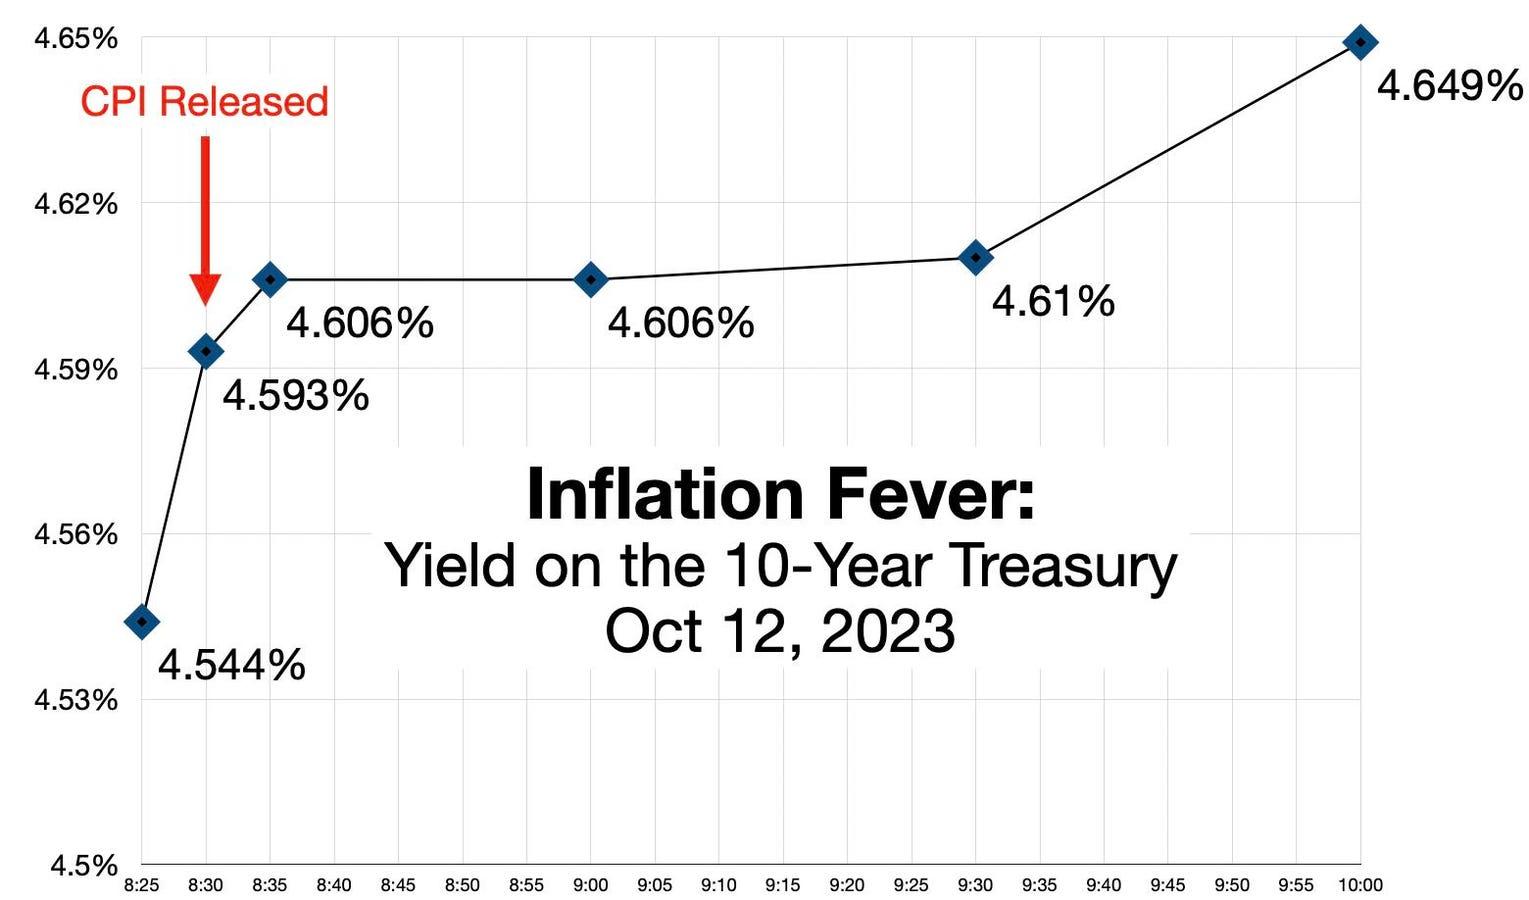 4.65%
CPI Released
4.649%
4.62%
4.606%
4.606%
4.61%
4.59%
4.593%
Inflation Fever:
4.56%
Yield on the 10-Year Treasury
Oct 12, 2023
4.544%
4.53%
4.5%
8:25 8:30 8:35 8:40 8:45 8:50 8:55 9:00 9:05 9:10 9:15 9:20 9:25 9:30 9:35 9:40 9:45 9:50 9:55 10:00